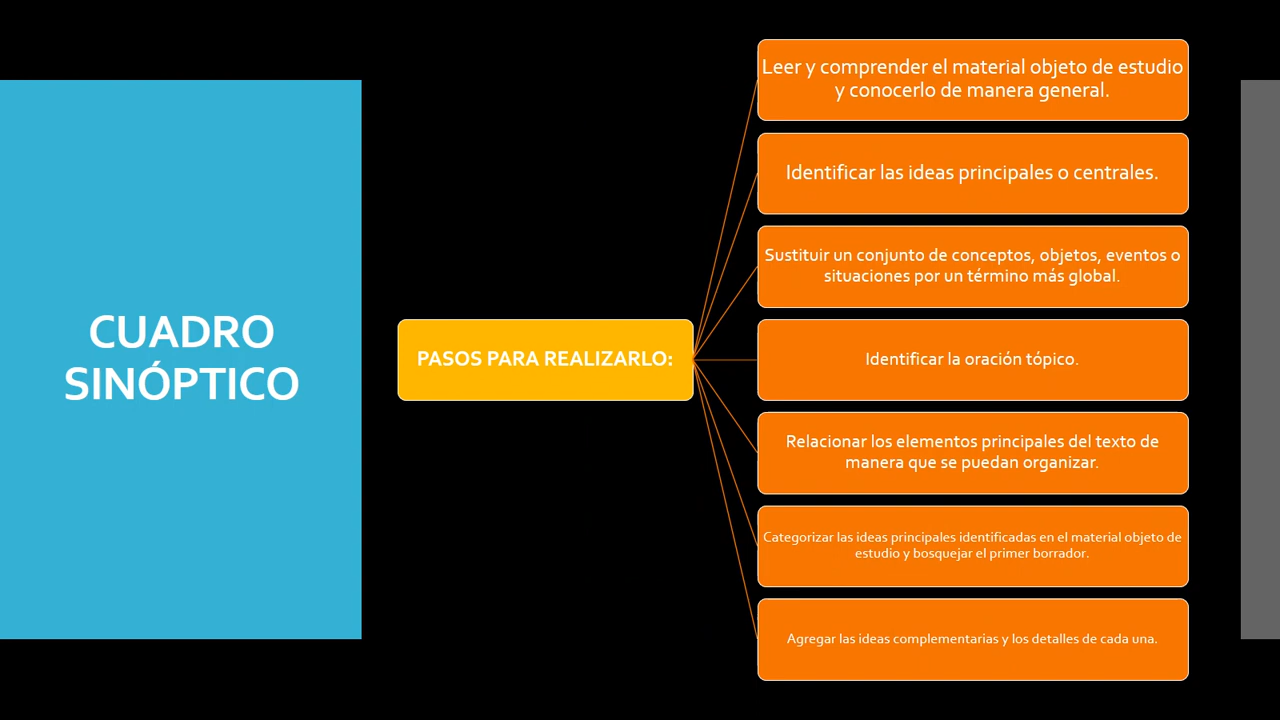 CUADRO
SINÓPTICO
PASOS PARA REALIZARLO:
Leer y comprender el material objeto de estudio
y conocerlo de manera general.
Identificar las ideas principales o centrales.
Sustituir un conjunto de conceptos, objetos, eventos o
situaciones por un término más global.
Identificar la oración tópico.
Relacionar los elementos principales del texto de
manera que se puedan organizar.
Categorizar las ideas principales identificadas en el material objeto de
estudio y bosquejar el primer borrador.
Agregar las ideas complementarias y los detalles de cada una.